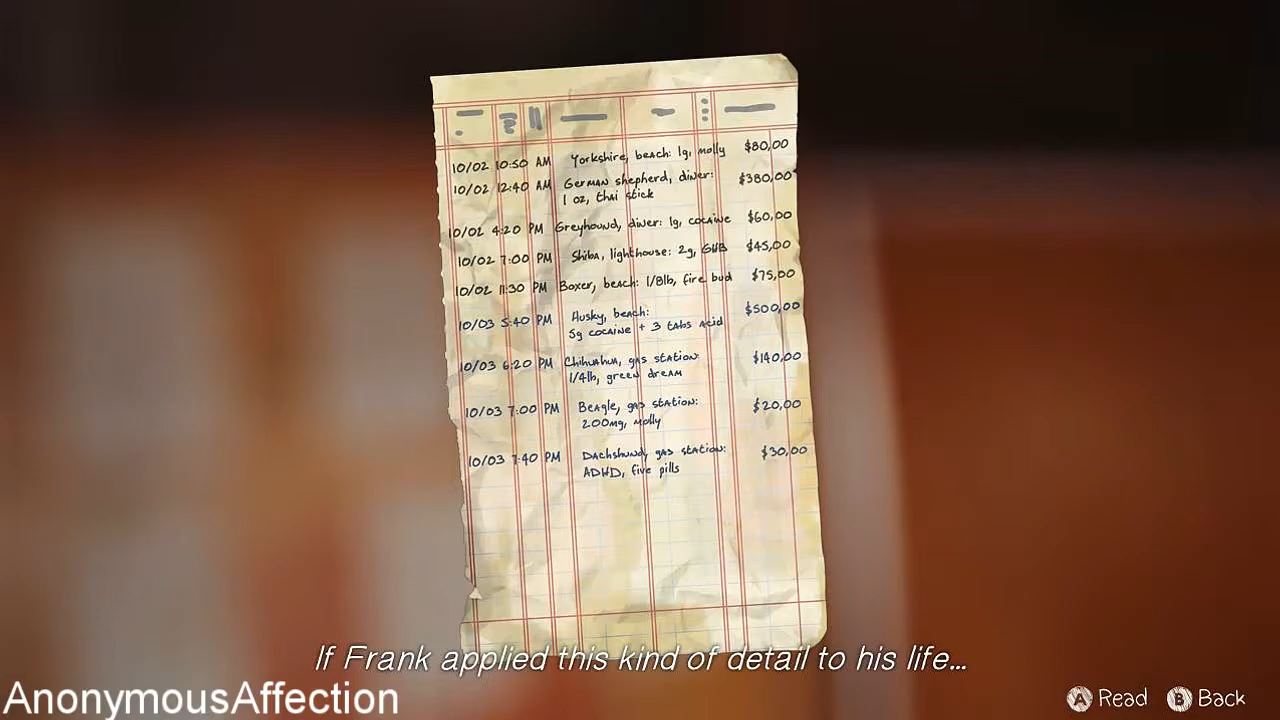 10/02 10:50 AM Yorkshire, beach: 1g, molly $80,00
10/02 12:40 AM German shepherd, diner: $380,00
1 oz, thai stick
10/02 4:20 PM Greyhound, diner: 1g, cocaine $60,00
10/02 7:00 PM Shiba, lighthouse: 2g, GHB $45,00
10/02 11:30 PM Boxer, beach: 1/8lb, fire bud $75,00
10/03 5:40 PM Husky, beach: $500,00
5g cocaine + 3 tabs acid
10/03 6:20 PM Chihuahua, gas station: $140,00
1/4lb, green dream
10/03 7:00 PM Beagle, gas station: $20,00
200mg, molly
10/03 7:40 PM Dachshund, gas station: $30,00
ADHD, five pills
If Frank applied this kind of detail to his life...
AnonymousAffection
A Read B Back